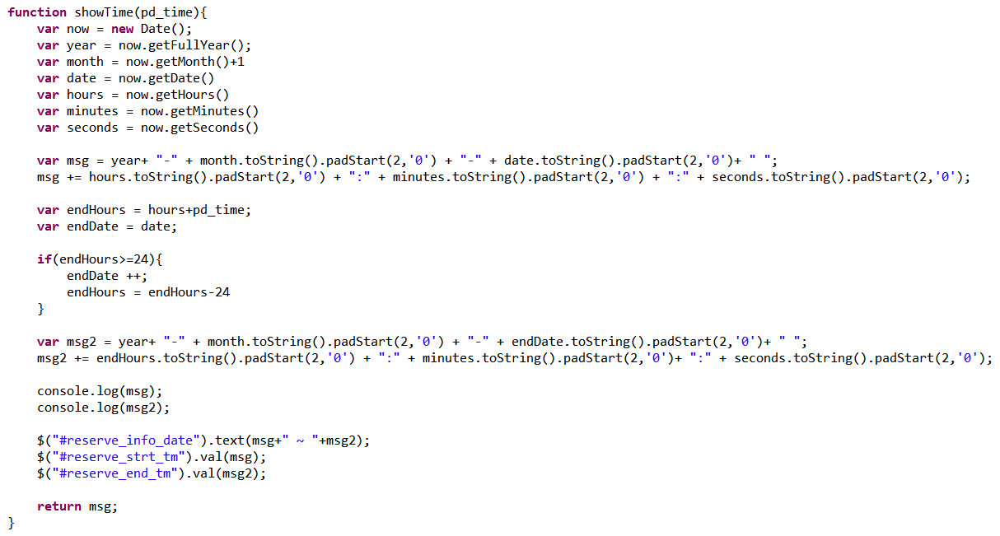 function showTime(pd_time){
    var now = new Date();
    var year = now.getFullYear();
    var month = now.getMonth()+1
    var date = now.getDate()
    var hours = now.getHours()
    var minutes = now.getMinutes()
    var seconds = now.getSeconds()

    var msg = year+ "-" + month.toString().padStart(2,'0') + "-" + date.toString().padStart(2,'0')+ " ";
    msg += hours.toString().padStart(2,'0') + ":" + minutes.toString().padStart(2,'0') + ":" + seconds.toString().padStart(2,'0');

    var endHours = hours+pd_time;
    var endDate = date;

    if(endHours>=24){
        endDate ++;
        endHours = endHours-24
    }

    var msg2 = year+ "-" + month.toString().padStart(2,'0') + "-" + endDate.toString().padStart(2,'0')+ " ";
    msg2 += endHours.toString().padStart(2,'0') + ":" + minutes.toString().padStart(2,'0')+ ":" + seconds.toString().padStart(2,'0');

    console.log(msg);
    console.log(msg2);

    $("#reserve_info_date").text(msg+" ~ "+msg2);
    $("#reserve_strt_tm").val(msg);
    $("#reserve_end_tm").val(msg2);

    return msg;
}